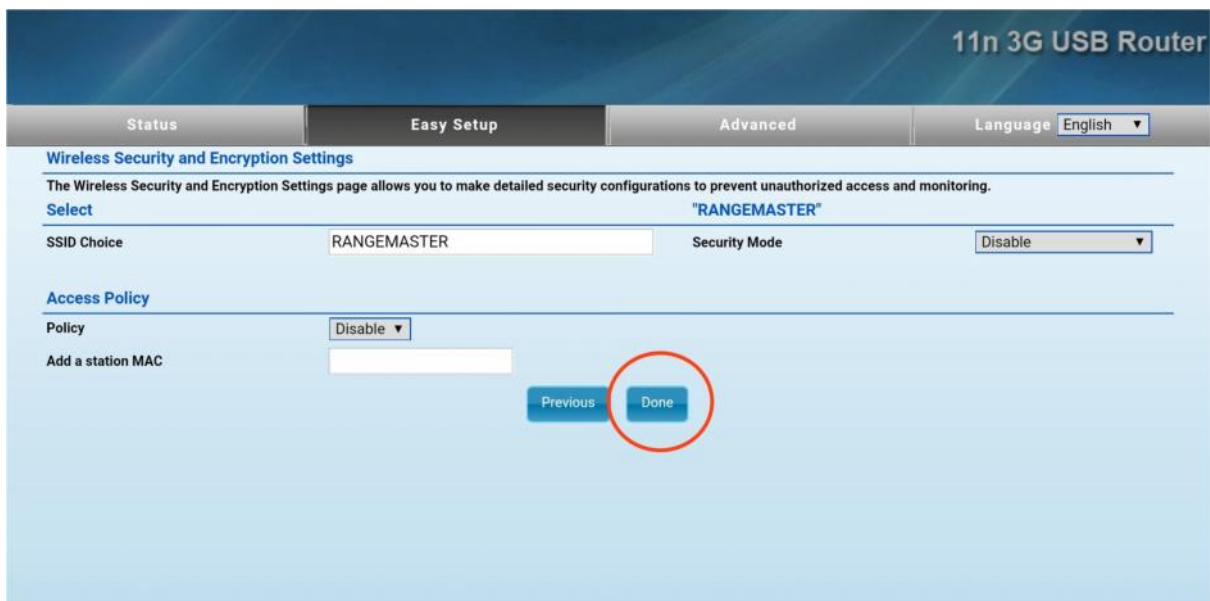 11n 3G USB Router
Status Easy Setup Advanced Language English
Wireless Security and Encryption Settings
The Wireless Security and Encryption Settings page allows you to make detailed security configurations to prevent unauthorized access and monitoring.
Select "RANGEMASTER"
SSID Choice RANGEMASTER Security Mode Disable
Access Policy
Policy Disable
Add a station MAC
Previous Done